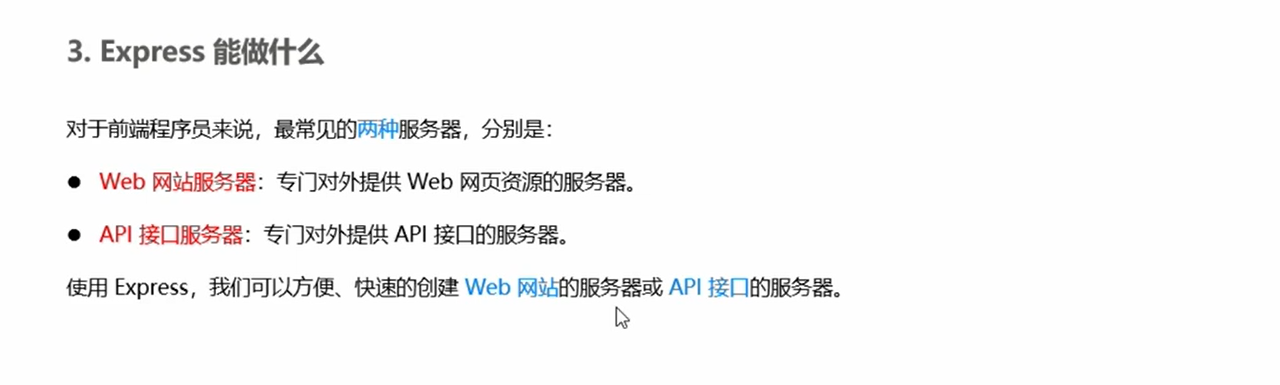 3. Express 能做什么
对于前端程序员来说，最常见的两种服务器，分别是：
● Web 网站服务器：专门对外提供 Web 网页资源的服务器。
● API 接口服务器：专门对外提供 API 接口的服务器。
使用 Express，我们可以方便、快速的创建 Web 网站的服务器或 API 接口的服务器。